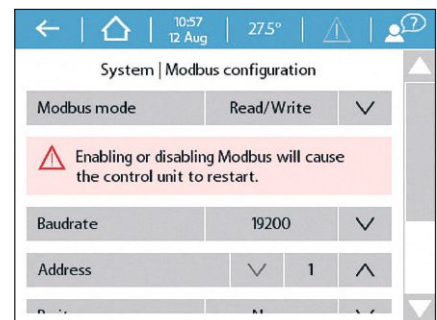 10:57
12 Aug
27.5°
?
System | Modbus configuration
Modbus mode Read/Write
Enabling or disabling Modbus will cause
the control unit to restart.
Baudrate 19200
Address 1